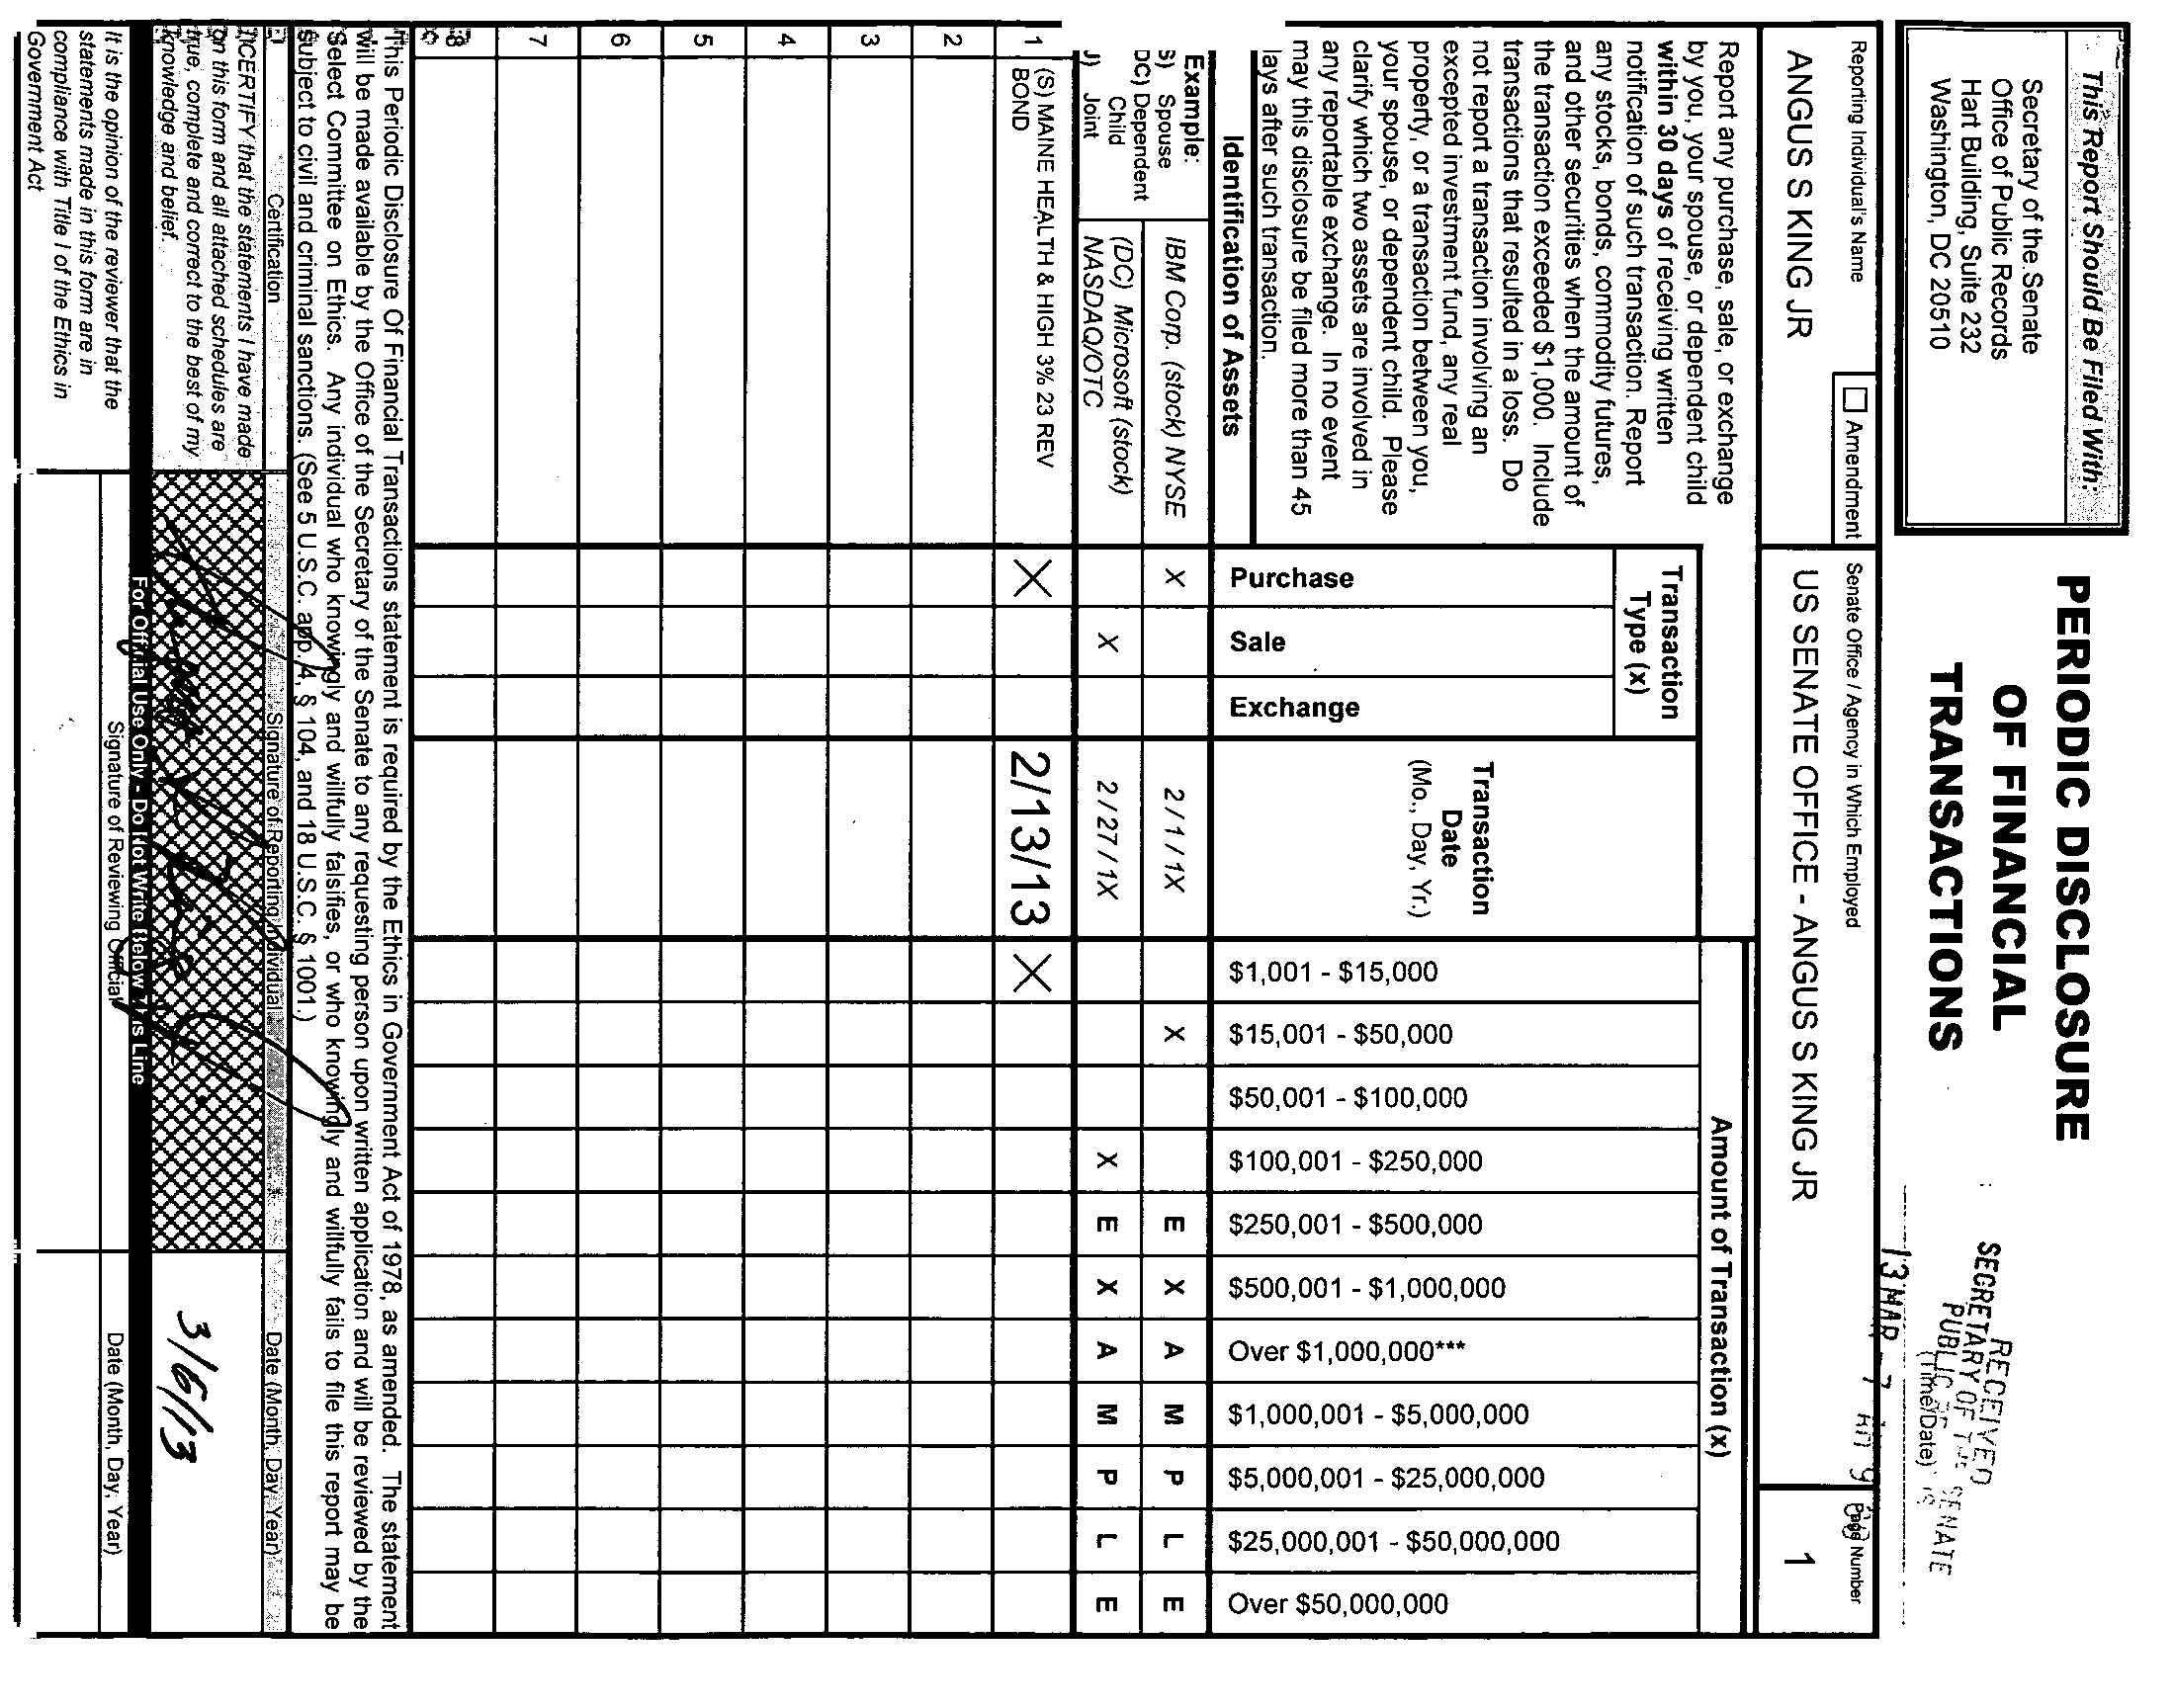 This Report Should Be Filed With:
Secretary of the Senate
Office of Public Records
Hart Building, Suite 232
Washington, DC 20510
PERIODIC DISCLOSURE
OF FINANCIAL
TRANSACTIONS
RECEIVED
SECRETARY OF THE SENATE
PUBLIC
(Time/Date)
13 MAR 7
Reporting Individual's Name
ANGUS S KING JR
Amendment
Senate Office / Agency in Which Employed
US SENATE OFFICE - ANGUS S KING JR
Page Number
1
Report any purchase, sale, or exchange
by you, your spouse, or dependent child
within 30 days of receiving written
notification of such transaction. Report
any stocks, bonds, commodity futures,
and other securities when the amount of
the transaction exceeded $1,000. Include
transactions that resulted in a loss. Do
not report a transaction involving an
excepted investment fund, any real
property, or a transaction between you,
your spouse, or dependent child. Please
clarify which two assets are involved in
any reportable exchange. In no event
may this disclosure be filed more than 45
lays after such transaction.
Identification of Assets
Transaction
Type (x)
Purchase
Sale
Exchange
Transaction
Date
(Mo., Day, Yr.)
Amount of Transaction (x)
$1,001 - $15,000
$15,001 - $50,000
$50,001 - $100,000
$100,001 - $250,000
$250,001 - $500,000
$500,001 - $1,000,000
Over $1,000,000***
$1,000,001 - $5,000,000
$5,000,001 - $25,000,000
$25,000,001 - $50,000,000
Over $50,000,000
Example:
S) Spouse
DC) Dependent
Child
J) Joint
IBM Corp. (stock) NYSE X 2 / 1 / 1X X E X A M P L E
(DC) Microsoft (stock)
NASDAQ/OTC X 2 / 27 / 1X X E X A M P L E
1 (S) MAINE HEALTH & HIGH 3% 23 REV
BOND X 2/13/13 X
2
3
4
5
6
7
8
This Periodic Disclosure Of Financial Transactions statement is required by the Ethics in Government Act of 1978, as amended. The statement
will be made available by the Office of the Secretary of the Senate to any requesting person upon written application and will be reviewed by the
Select Committee on Ethics. Any individual who knowingly and willfully falsifies, or who knowingly and willfully fails to file this report may be
subject to civil and criminal sanctions. (See 5 U.S.C. app. 4, § 104, and 18 U.S.C. § 1001.)
Certification
Signature of Reporting Individual
Date (Month, Day, Year)
I CERTIFY that the statements I have made
on this form and all attached schedules are
true, complete and correct to the best of my
knowledge and belief.
3/6/13
For Official Use Only - Do Not Write Below This Line
It is the opinion of the reviewer that the
statements made in this form are in
compliance with Title I of the Ethics in
Government Act
Signature of Reviewing Official
Date (Month, Day, Year)